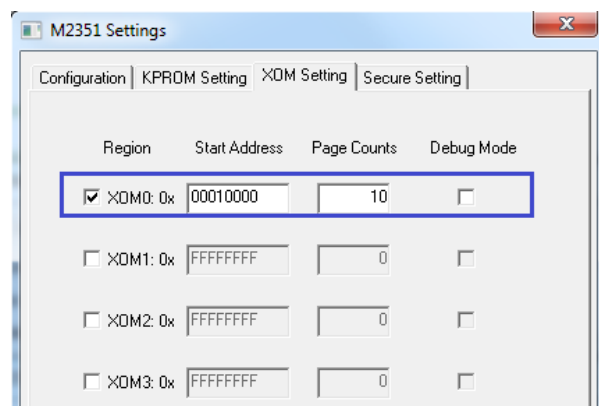 M2351 Settings
Configuration KPROM Setting XOM Setting Secure Setting
Region Start Address Page Counts Debug Mode
XOM0: 0x 00010000 10
XOM1: 0x FFFFFFFF 0
XOM2: 0x FFFFFFFF 0
XOM3: 0x FFFFFFFF 0